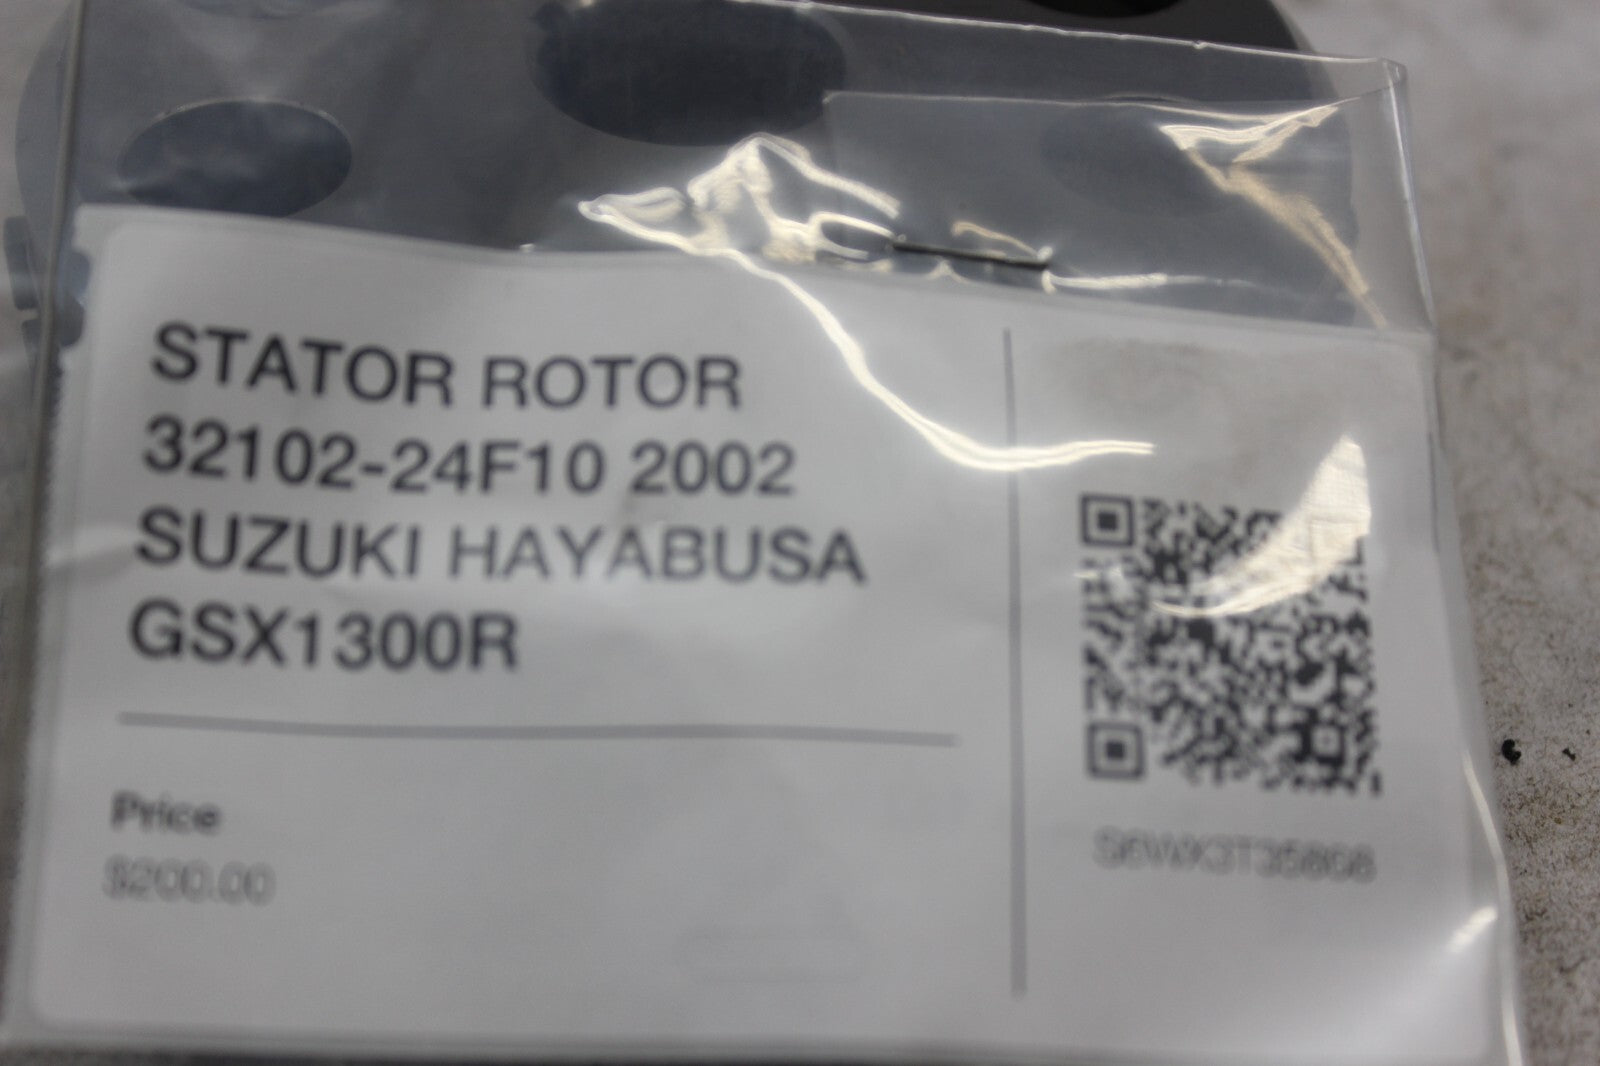 STATOR ROTOR
32102-24F10 2002
SUZUKI HAYABUSA
GSX1300R
Price
$200.00